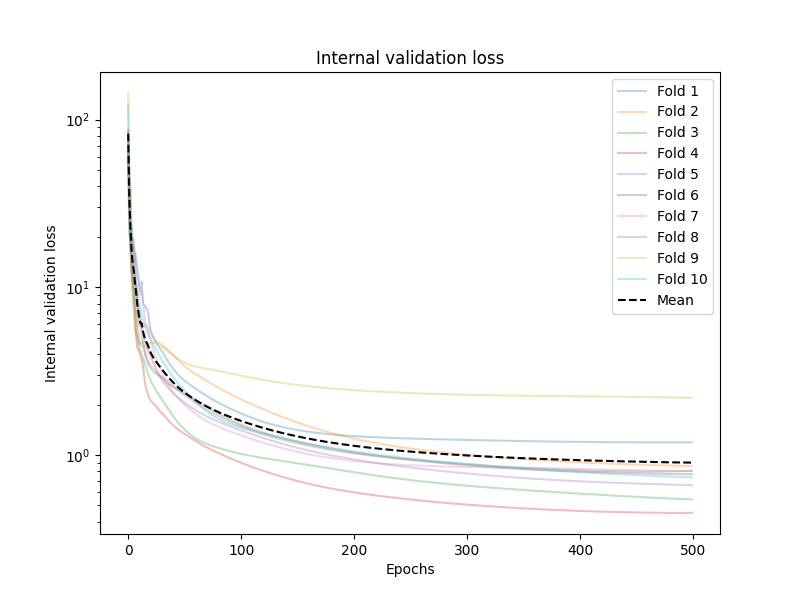 Internal validation loss
Internal validation loss
10²
10¹
10⁰
0 100 200 300 400 500
Epochs
Fold 1
Fold 2
Fold 3
Fold 4
Fold 5
Fold 6
Fold 7
Fold 8
Fold 9
Fold 10
Mean